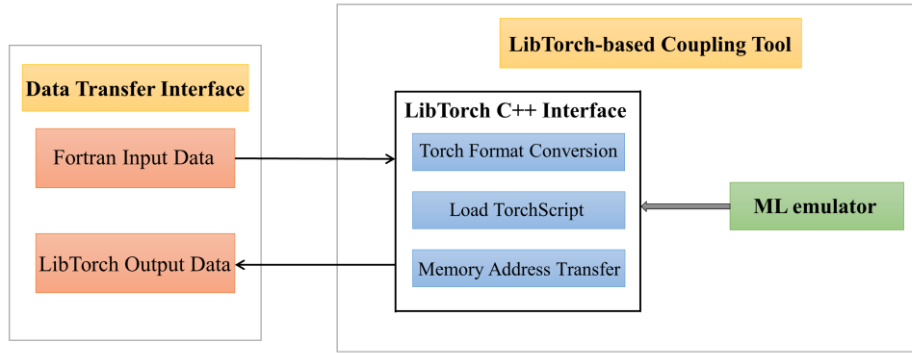 LibTorch-based Coupling Tool
Data Transfer Interface
Fortran Input Data
LibTorch Output Data
LibTorch C++ Interface
Torch Format Conversion
Load TorchScript
Memory Address Transfer
ML emulator